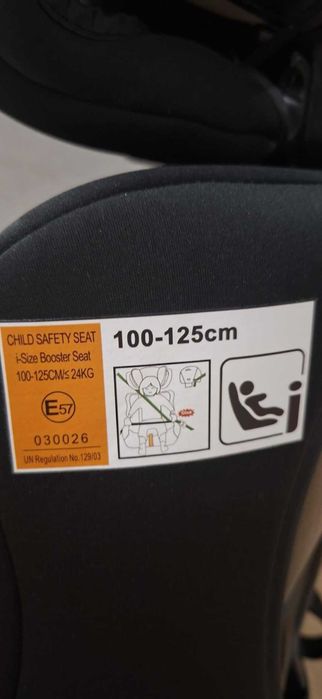 CHILD SAFETY SEAT
i-Size Booster Seat
100-125CM/≤ 24KG
E57
030026
UN Regulation No.129/03
100-125cm